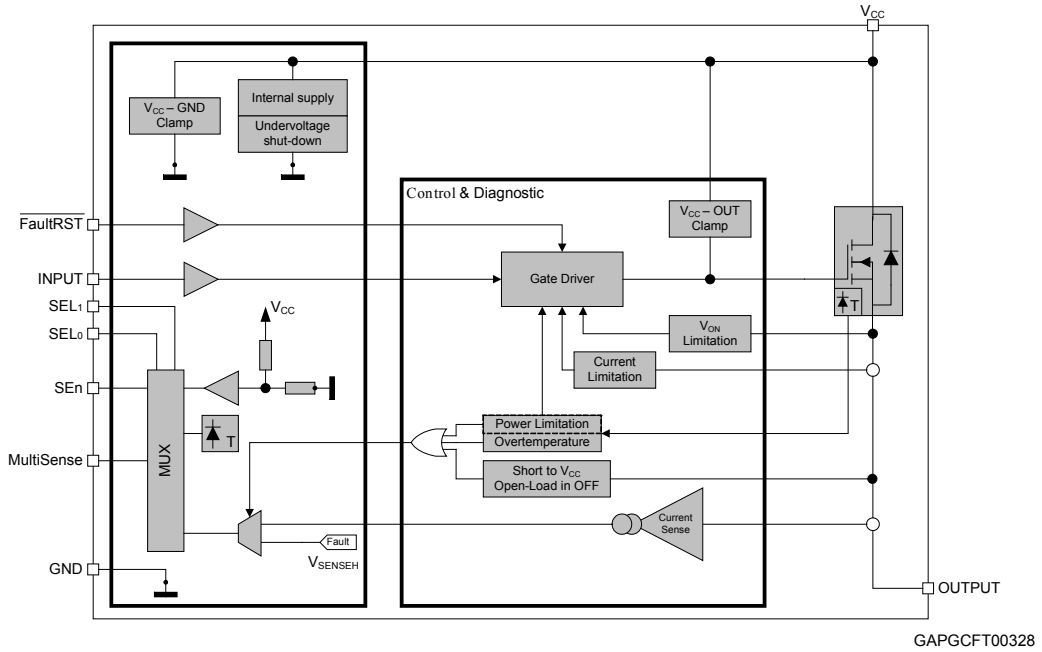 VCC
VCC – GND
Clamp
Internal supply
Undervoltage
shut-down
Control & Diagnostic
FaultRST
VCC – OUT
Clamp
INPUT
Gate Driver
SEL1
SEL0
VCC
T
VON
Limitation
Current
Limitation
SEn
MUX
T
Power Limitation
Overtemperature
MultiSense
Short to VCC
Open-Load in OFF
Current
Sense
Fault
VSENSEH
GND
OUTPUT
GAPGCFT00328